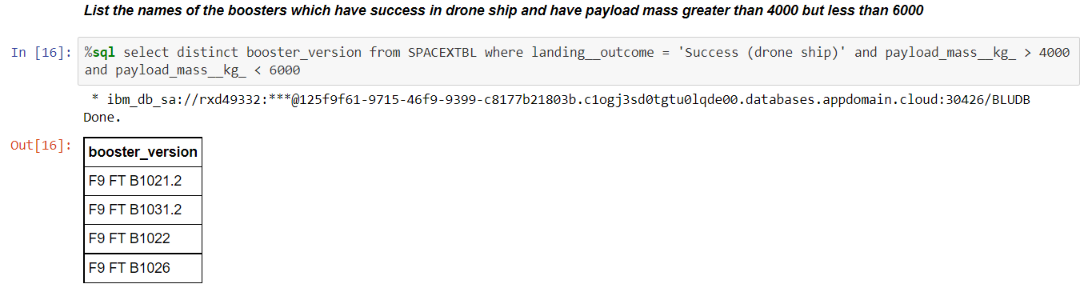 List the names of the boosters which have success in drone ship and have payload mass greater than 4000 but less than 6000
In [16]: %sql select distinct booster_version from SPACEXTBL where landing__outcome = 'Success (drone ship)' and payload_mass__kg_ > 4000
and payload_mass__kg_ < 6000
* ibm_db_sa://rxd49332:***@125f9f61-9715-46f9-9399-c8177b21803b.c1ogj3sd0tgtu0lqde00.databases.appdomain.cloud:30426/BLUDB
Done.
Out[16]:
booster_version
F9 FT B1021.2
F9 FT B1031.2
F9 FT B1022
F9 FT B1026